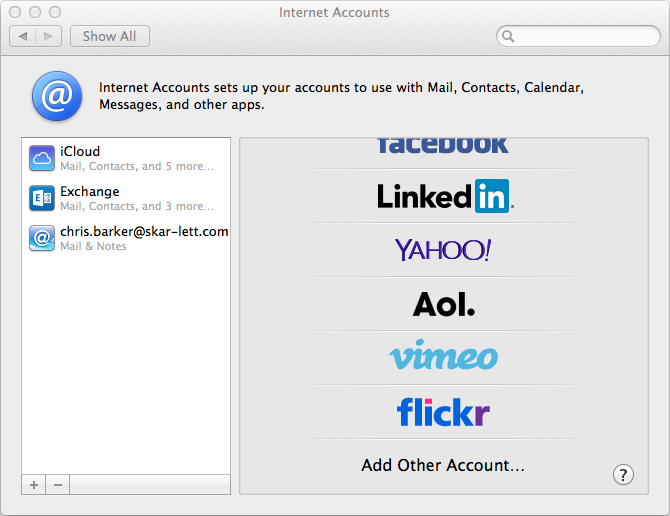 Internet Accounts
Show All
Internet Accounts sets up your accounts to use with Mail, Contacts, Calendar,
Messages, and other apps.
iCloud
Mail, Contacts, and 5 more...
Exchange
Mail, Contacts, and 3 more...
chris.barker@skar-lett.com
Mail & Notes
facebook
Linked in.
YAHOO!
Aol.
vimeo
flickr
Add Other Account...
?
+ −